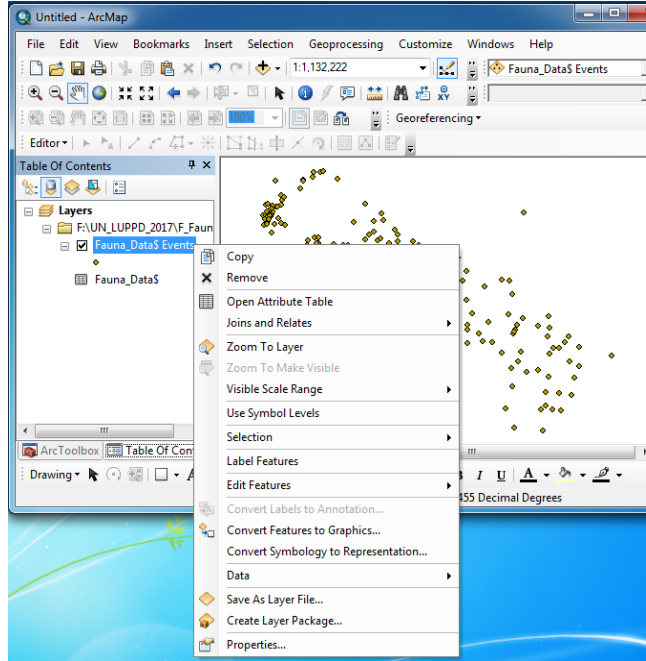 Untitled - ArcMap
File Edit View Bookmarks Insert Selection Geoprocessing Customize Windows Help
1:1,132,222
Fauna_Data$ Events
100%
Georeferencing
Editor
Table Of Contents
Layers
F:\UN_LUPPD_2017\F_Faun
Fauna_Data$ Events
Fauna_Data$
Copy
Remove
Open Attribute Table
Joins and Relates
Zoom To Layer
Zoom To Make Visible
Visible Scale Range
Use Symbol Levels
Selection
Label Features
Edit Features
Convert Labels to Annotation...
Convert Features to Graphics...
Convert Symbology to Representation...
Data
Save As Layer File...
Create Layer Package...
Properties...
ArcToolbox Table Of Con
Drawing A
I U A
455 Decimal Degrees